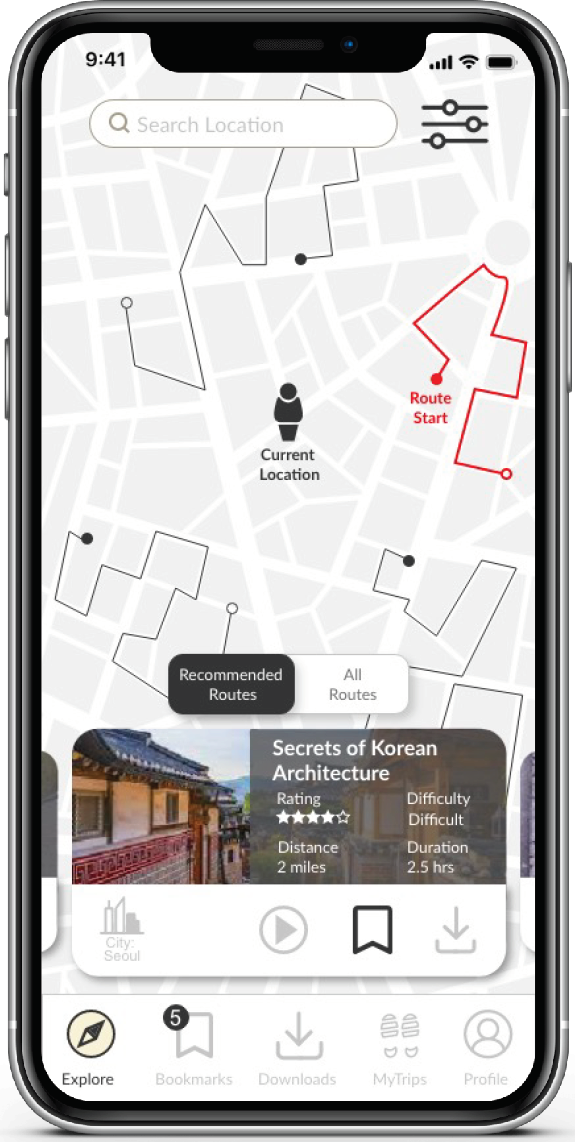 9:41
Search Location
Route
Start
Current
Location
Recommended
Routes
All
Routes
Secrets of Korean
Architecture
Rating
Difficulty
Difficult
Distance
2 miles
Duration
2.5 hrs
City:
Seoul
5
Explore
Bookmarks
Downloads
MyTrips
Profile